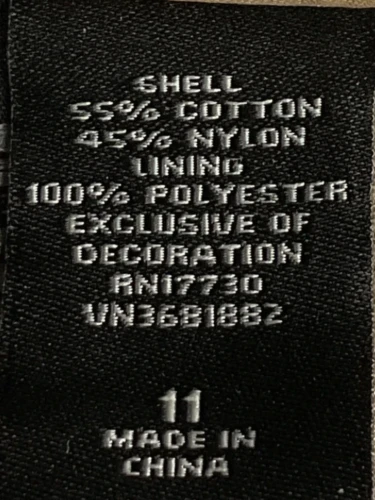 SHELL
55% COTTON
45% NYLON
LINING
100% POLYESTER
EXCLUSIVE OF
DECORATION
RN17730
VN3681882
11
MADE IN
CHINA